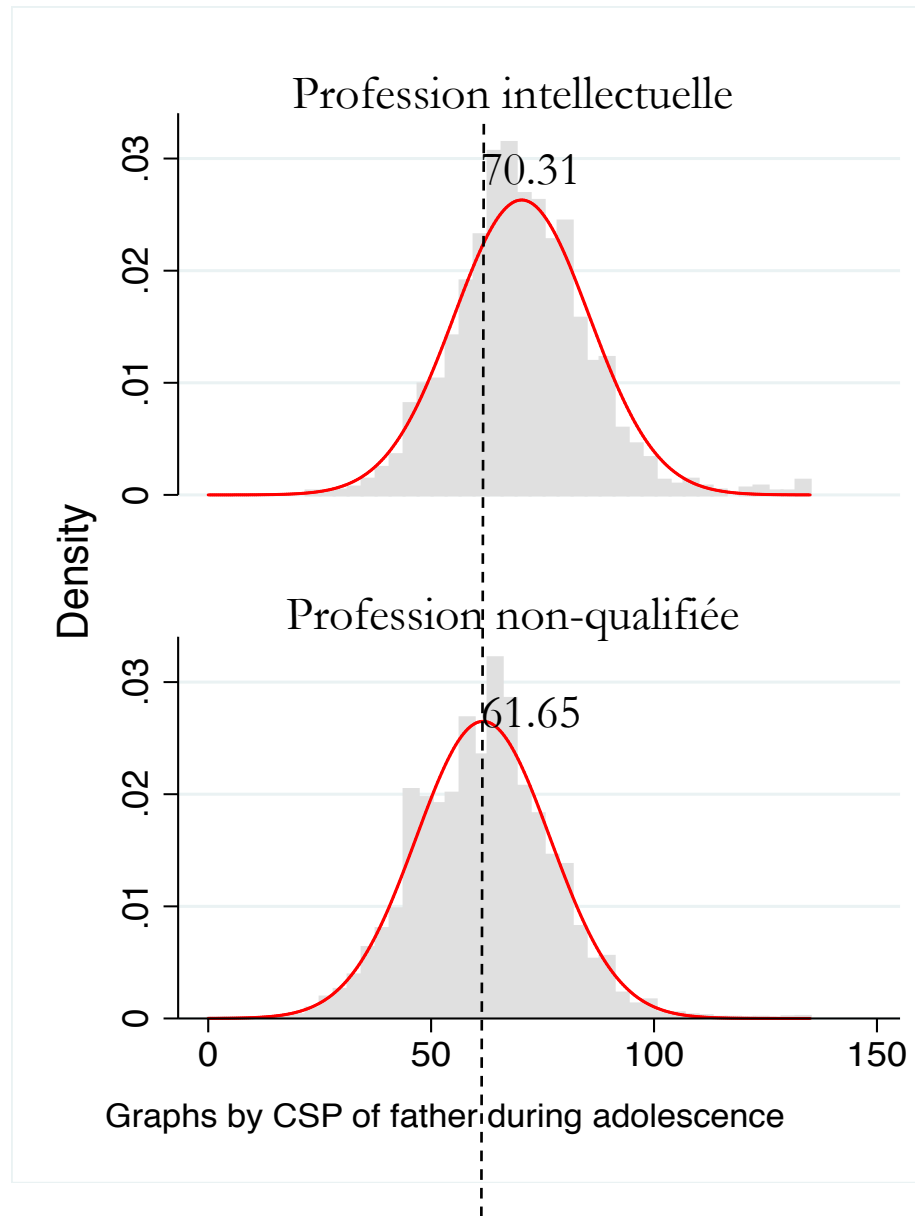 Profession intellectuelle
70.31
.03
.02
.01
0
Density
Profession non-qualifiée
61.65
.03
.02
.01
0
0 50 100 150
Graphs by CSP of father during adolescence